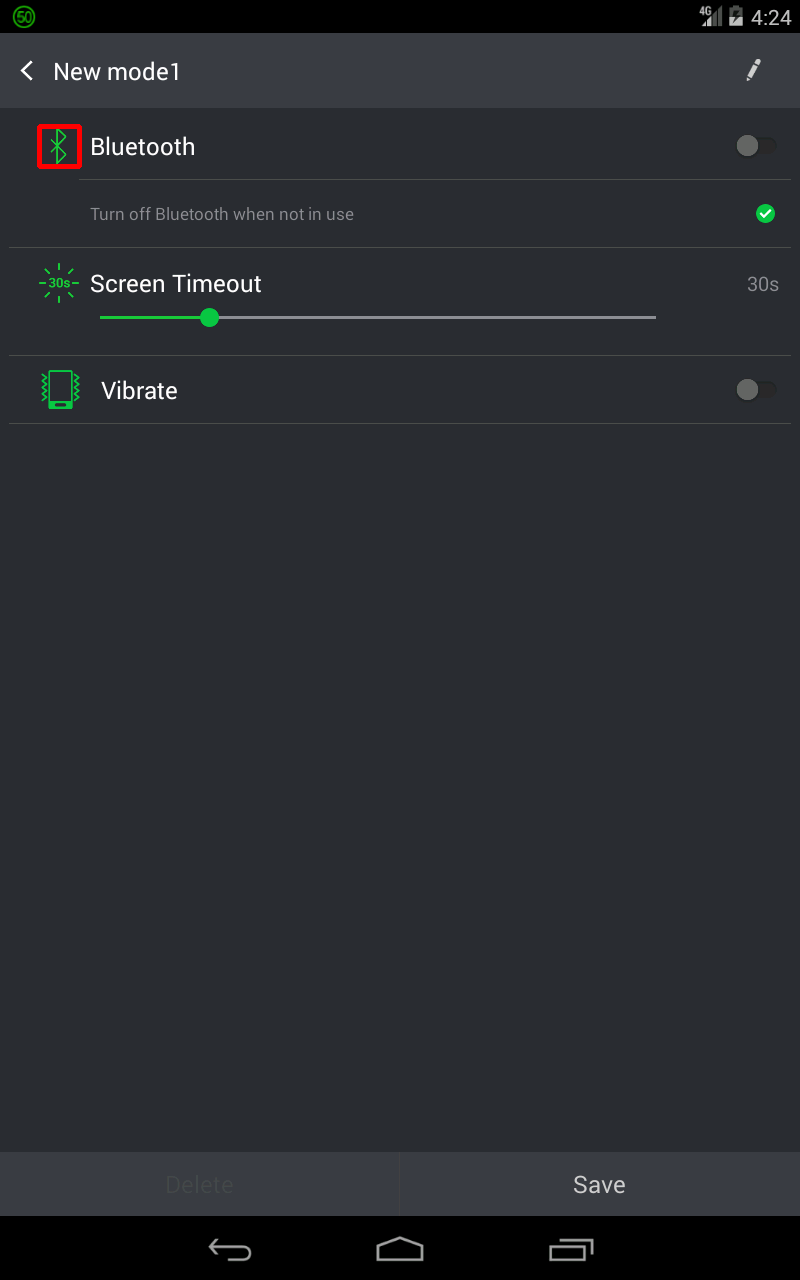 50
4G
4:24
New mode1
Bluetooth
Turn off Bluetooth when not in use
30s
Screen Timeout
30s
Vibrate
Delete
Save